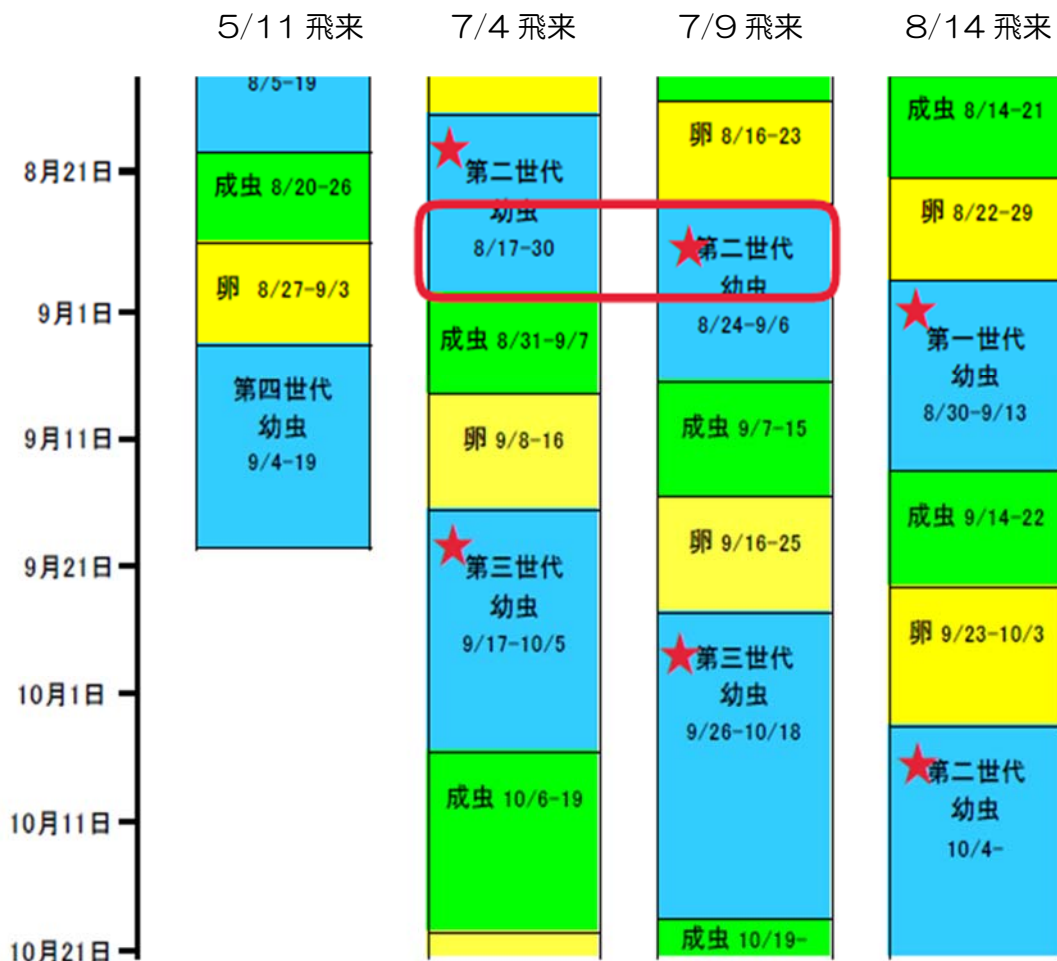 5/11 飛来
7/4 飛来
7/9 飛来
8/14 飛来
8月21日
9月1日
9月11日
9月21日
10月1日
10月11日
10月21日
8/5-19
成虫 8/20-26
卵 8/27-9/3
第四世代
幼虫
9/4-19
第二世代
幼虫
8/17-30
成虫 8/31-9/7
卵 9/8-16
第三世代
幼虫
9/17-10/5
成虫 10/6-19
卵 8/16-23
第二世代
幼虫
8/24-9/6
成虫 9/7-15
卵 9/16-25
第三世代
幼虫
9/26-10/18
成虫 10/19-
成虫 8/14-21
卵 8/22-29
第一世代
幼虫
8/30-9/13
成虫 9/14-22
卵 9/23-10/3
第二世代
幼虫
10/4-